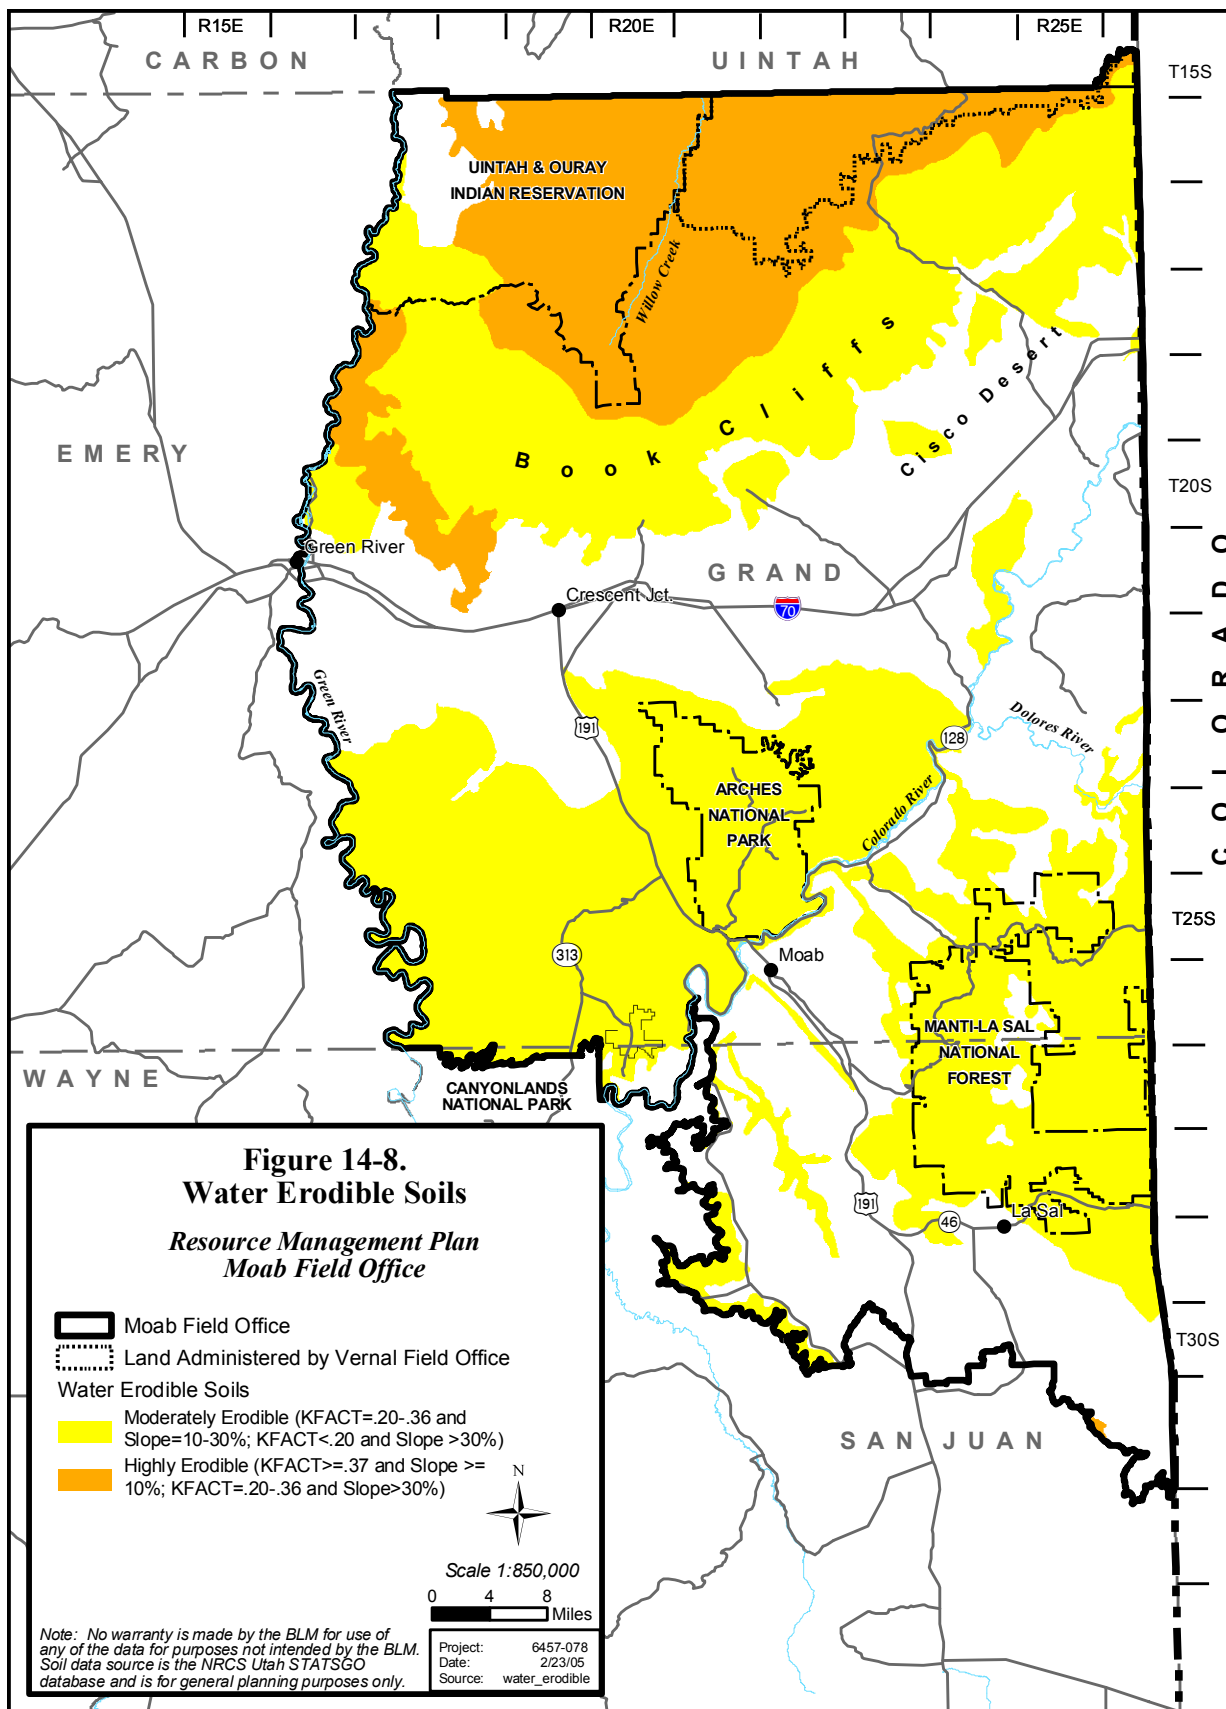 R15E
R20E
R25E
CARBON
UINTAH
T15S
UINTAH & OURAY
INDIAN RESERVATION
Willow Creek
Book Cliffs
Cisco Desert
EMERY
T20S
Green River
GRAND
COLORADO
Crescent Jct.
70
Green River
191
128
Dolores River
ARCHES
NATIONAL
PARK
Colorado River
T25S
313
Moab
MANTI-LA SAL
NATIONAL
FOREST
WAYNE
CANYONLANDS
NATIONAL PARK
191
46
La Sal
T30S
SAN JUAN
Figure 14-8.
Water Erodible Soils
Resource Management Plan
Moab Field Office
Moab Field Office
Land Administered by Vernal Field Office
Water Erodible Soils
Moderately Erodible (KFACT=.20-.36 and
Slope=10-30%; KFACT<.20 and Slope >30%)
Highly Erodible (KFACT>=.37 and Slope >=
10%; KFACT=.20-.36 and Slope>30%)
N
Scale 1:850,000
0 4 8
Miles
Note: No warranty is made by the BLM for use of
any of the data for purposes not intended by the BLM.
Soil data source is the NRCS Utah STATSGO
database and is for general planning purposes only.
Project: 6457-078
Date: 2/23/05
Source: water_erodible